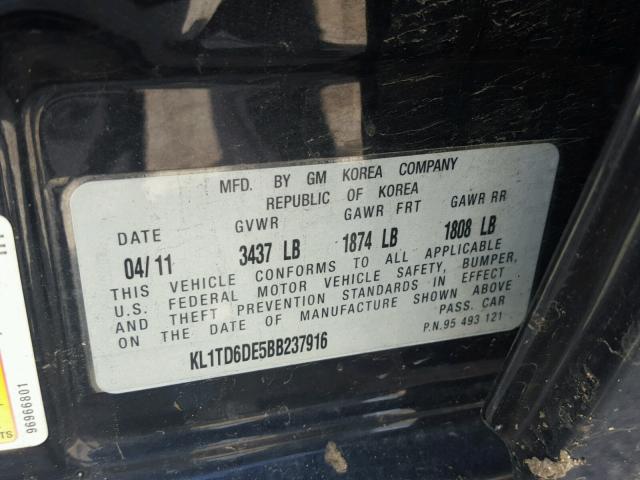 MFD. BY GM KOREA COMPANY
REPUBLIC OF KOREA
DATE GVWR GAWR FRT GAWR RR
04/11 3437 LB 1874 LB 1808 LB
THIS VEHICLE CONFORMS TO ALL APPLICABLE
U.S. FEDERAL MOTOR VEHICLE SAFETY, BUMPER,
AND THEFT PREVENTION STANDARDS IN EFFECT
ON THE DATE OF MANUFACTURE SHOWN ABOVE
PASS. CAR
KL1TD6DE5BB237916
P.N.95 493 121
96966801
TS